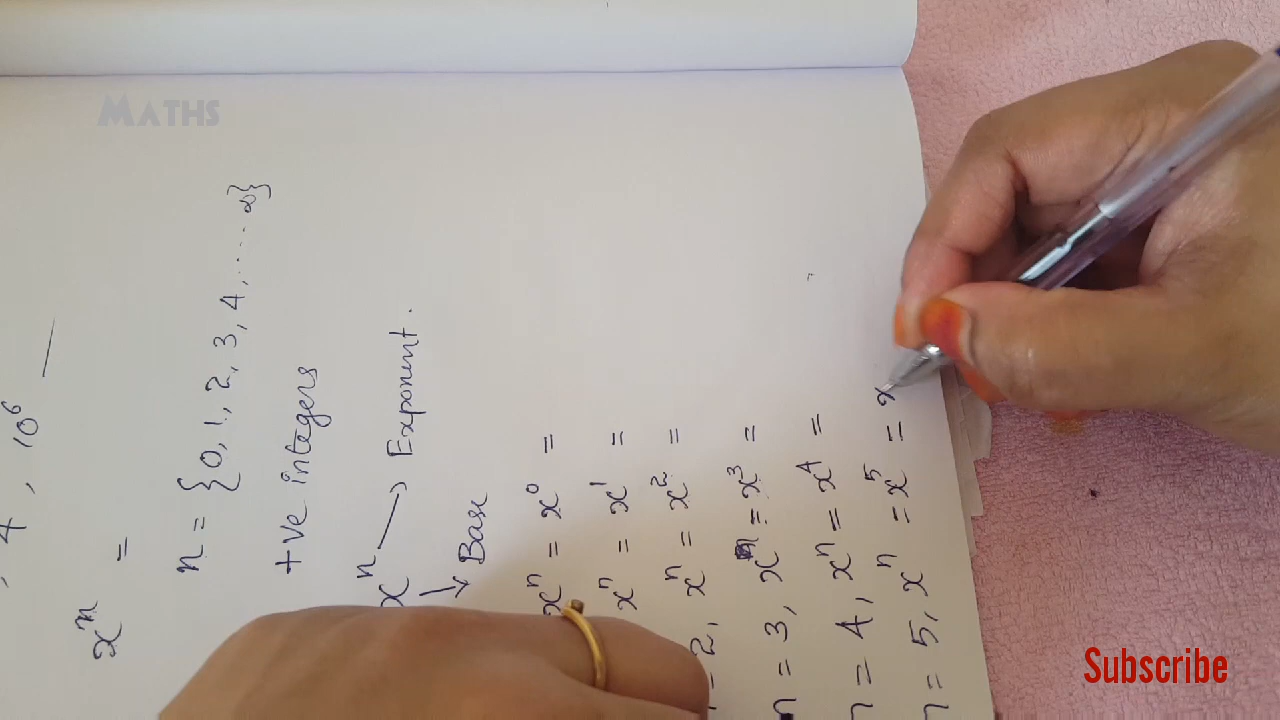 MATHS
, 4 , 10⁶ —
xⁿ =
n = {0, 1, 2, 3, 4, ..... ∞}
+ve integers
xⁿ → Exponent.
↓ Base
xⁿ = x⁰ =
xⁿ = x¹ =
= 2, xⁿ = x² =
n = 3, xⁿ = x³ =
n = 4, xⁿ = x⁴ =
n = 5, xⁿ = x⁵ = x
Subscribe